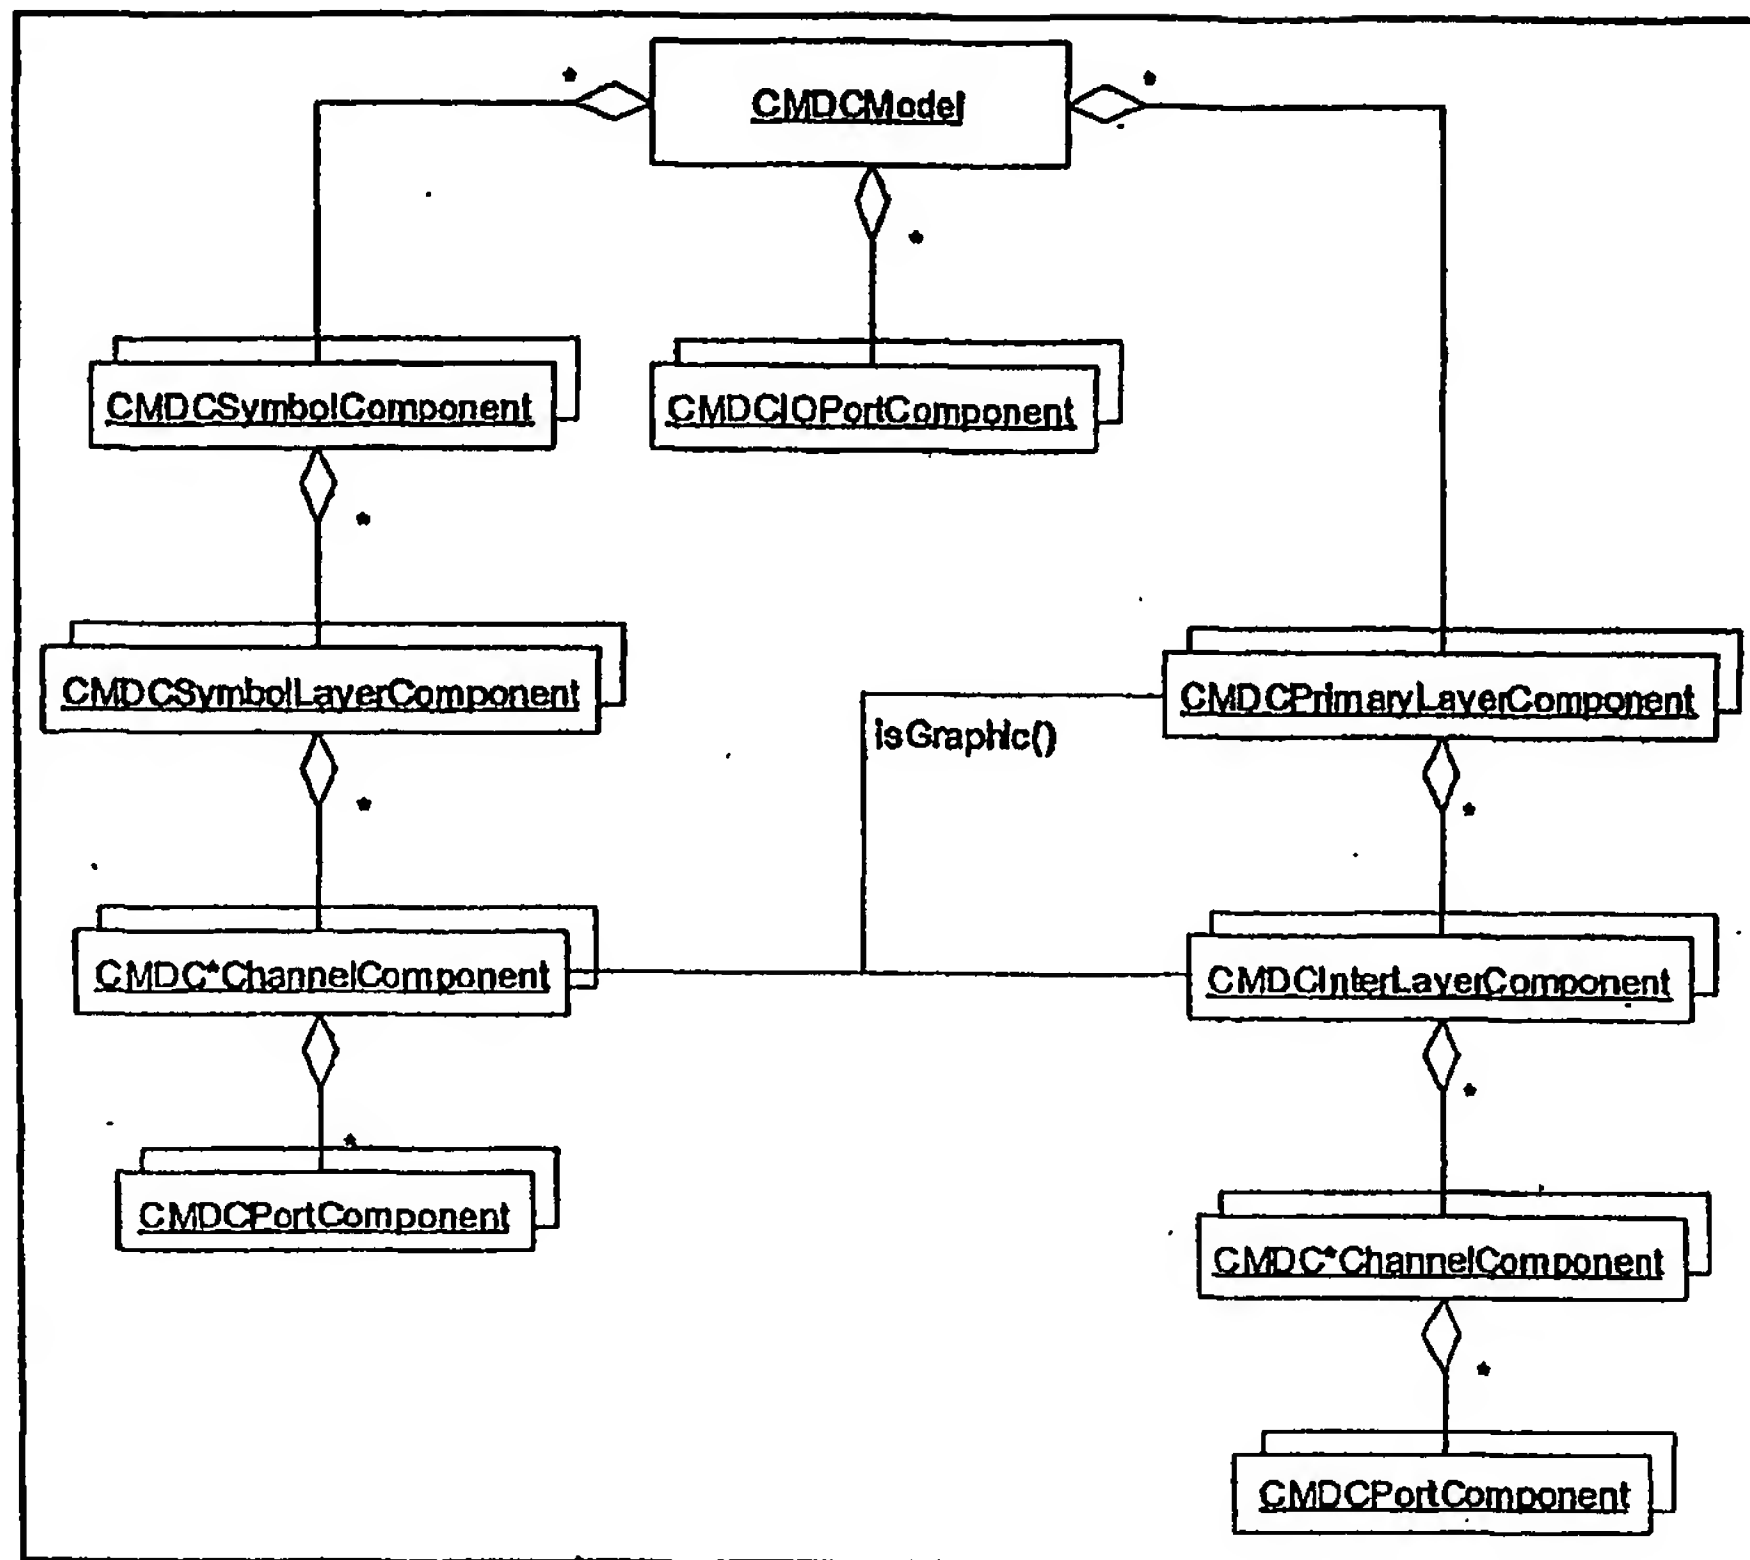 *
*
CMDCModel
*
CMDCSymbolComponent
CMDCIOPortComponent
*
CMDCSymbolLayerComponent
CMDCPrimaryLayerComponent
isGraphic()
*
*
CMDC*ChannelComponent
CMDCInterLayerComponent
*
*
CMDCPortComponent
CMDC*ChannelComponent
*
CMDCPortComponent